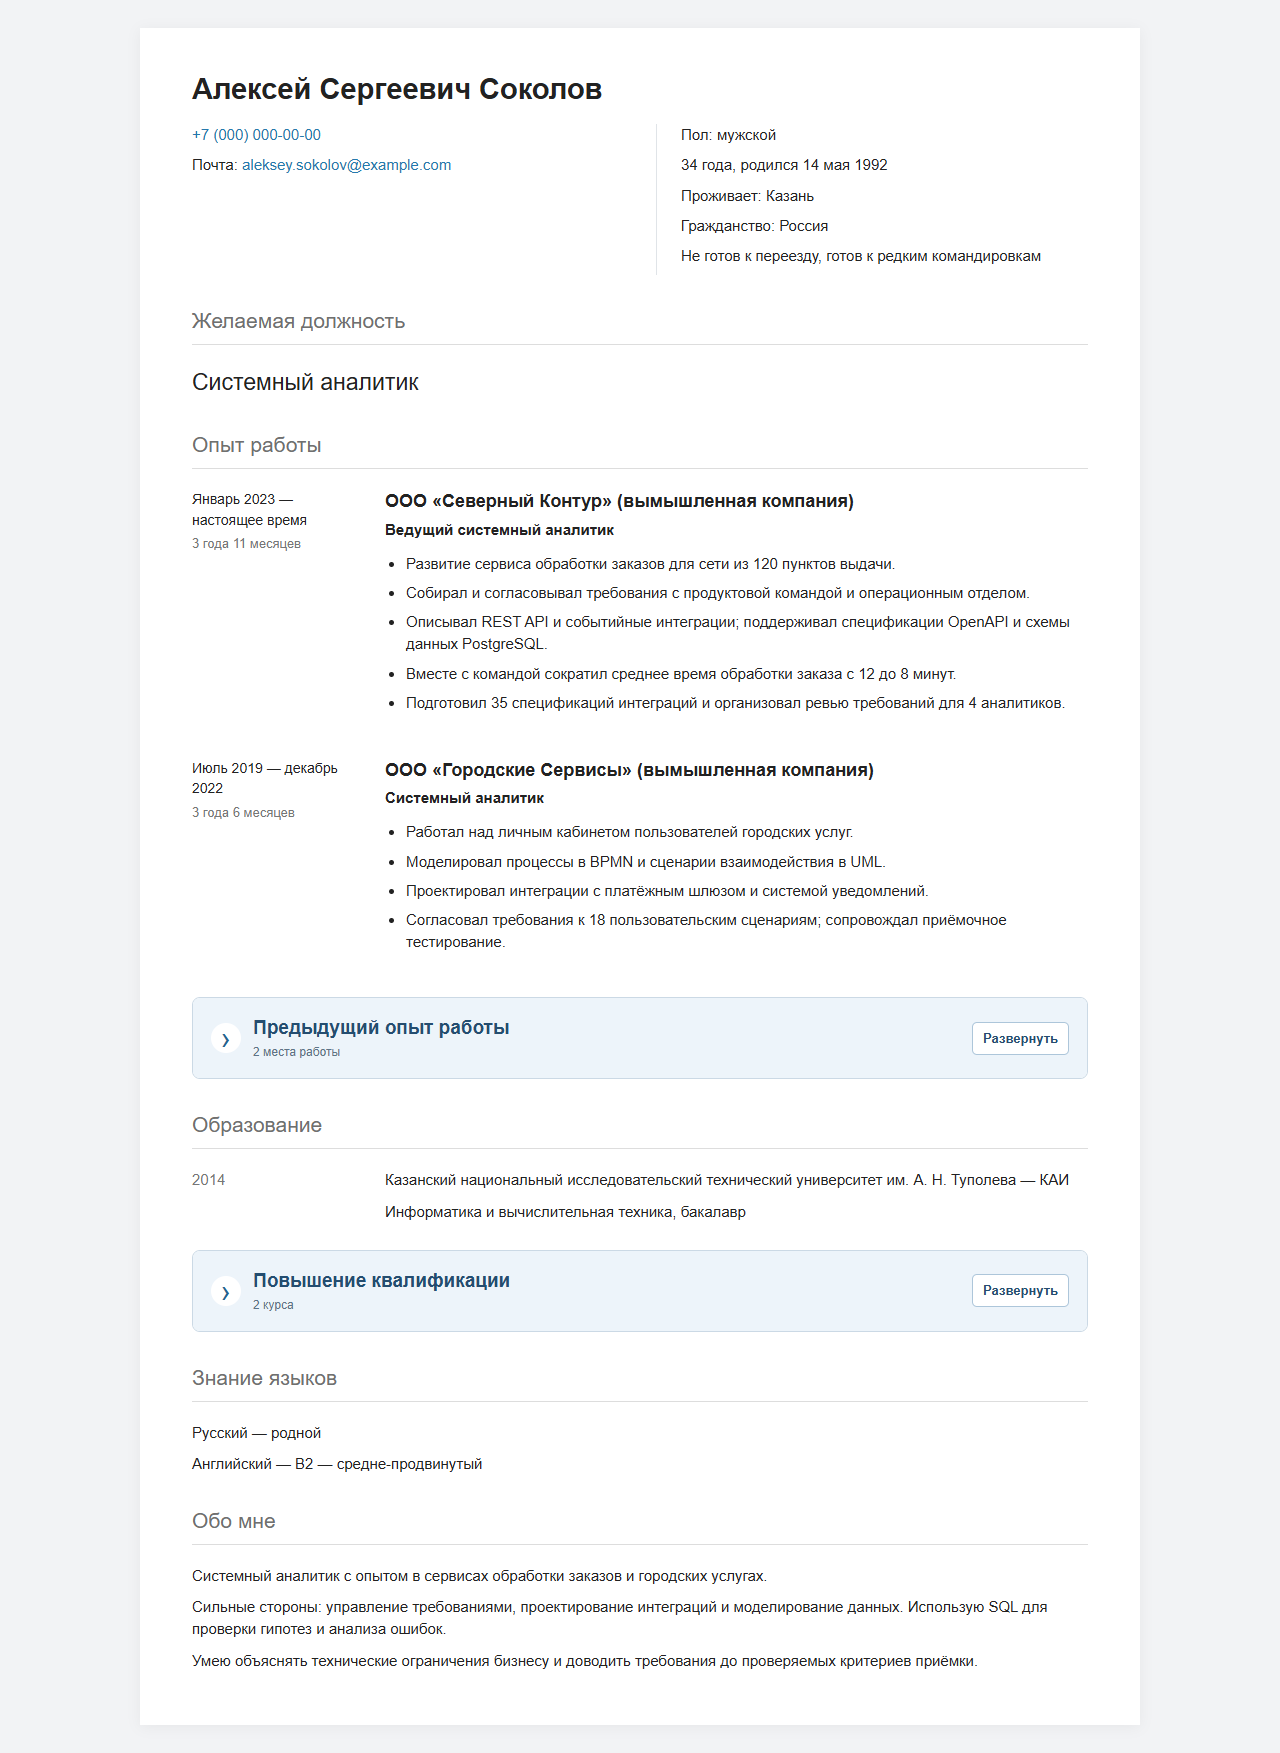 Алексей Сергеевич Соколов
+7 (000) 000-00-00
Почта: aleksey.sokolov@example.com
Пол: мужской
34 года, родился 14 мая 1992
Проживает: Казань
Гражданство: Россия
Не готов к переезду, готов к редким командировкам
Желаемая должность
Системный аналитик
Опыт работы
Январь 2023 —
настоящее время
3 года 11 месяцев
ООО «Северный Контур» (вымышленная компания)
Ведущий системный аналитик
• Развитие сервиса обработки заказов для сети из 120 пунктов выдачи.
• Собирал и согласовывал требования с продуктовой командой и операционным отделом.
• Описывал REST API и событийные интеграции; поддерживал спецификации OpenAPI и схемы
данных PostgreSQL.
• Вместе с командой сократил среднее время обработки заказа с 12 до 8 минут.
• Подготовил 35 спецификаций интеграций и организовал ревью требований для 4 аналитиков.
Июль 2019 — декабрь
2022
3 года 6 месяцев
ООО «Городские Сервисы» (вымышленная компания)
Системный аналитик
• Работал над личным кабинетом пользователей городских услуг.
• Моделировал процессы в BPMN и сценарии взаимодействия в UML.
• Проектировал интеграции с платёжным шлюзом и системой уведомлений.
• Согласовал требования к 18 пользовательским сценариям; сопровождал приёмочное
тестирование.
Предыдущий опыт работы
2 места работы
Развернуть
Образование
2014
Казанский национальный исследовательский технический университет им. А. Н. Туполева — КАИ
Информатика и вычислительная техника, бакалавр
Повышение квалификации
2 курса
Развернуть
Знание языков
Русский — родной
Английский — B2 — средне-продвинутый
Обо мне
Системный аналитик с опытом в сервисах обработки заказов и городских услугах.
Сильные стороны: управление требованиями, проектирование интеграций и моделирование данных. Использую SQL для
проверки гипотез и анализа ошибок.
Умею объяснять технические ограничения бизнесу и доводить требования до проверяемых критериев приёмки.